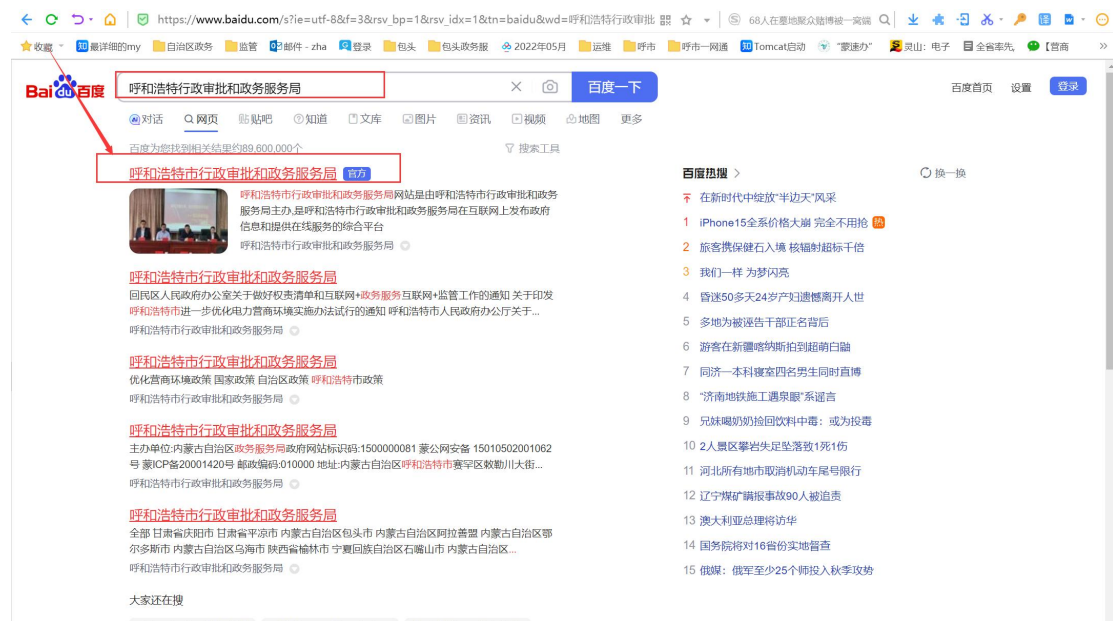 https://www.baidu.com/s?ie=utf-8&f=3&rsv_bp=1&rsv_idx=1&tn=baidu&wd=呼和浩特行政审批 68人在墓地聚众赌博被一窝端
收藏 最详细的my 自治区政务 监管 邮件 - zha 登录 包头 包头政务服 2022年05月 运维 呼市 呼市一网通 Tomcat启动 "蒙速办" 灵山：电子 全省率先, 【营商 »
Bai du 百度 呼和浩特行政审批和政务服务局 百度一下 百度首页 设置 登录
对话 网页 贴吧 知道 文库 图片 资讯 视频 地图 更多
百度为您找到相关结果约89,600,000个 搜索工具
呼和浩特市行政审批和政务服务局 官方
呼和浩特市行政审批和政务服务局网站是由呼和浩特市行政审批和政务
服务局主办,是呼和浩特市行政审批和政务服务局在互联网上发布政府
信息和提供在线服务的综合平台
呼和浩特市行政审批和政务服务局
呼和浩特市行政审批和政务服务局
回民区人民政府办公室关于做好权责清单和互联网+政务服务互联网+监管工作的通知 关于印发
呼和浩特市进一步优化电力营商环境实施办法试行的通知 呼和浩特市人民政府办公厅关于...
呼和浩特市行政审批和政务服务局
呼和浩特市行政审批和政务服务局
优化营商环境政策 国家政策 自治区政策 呼和浩特市政策
呼和浩特市行政审批和政务服务局
呼和浩特市行政审批和政务服务局
主办单位:内蒙古自治区政务服务局政府网站标识码:1500000081 蒙公网安备 15010502001062
号 蒙ICP备20001420号 邮政编码:010000 地址:内蒙古自治区呼和浩特市赛罕区敕勒川大街...
呼和浩特市行政审批和政务服务局
呼和浩特市行政审批和政务服务局
全部 甘肃省庆阳市 甘肃省平凉市 内蒙古自治区包头市 内蒙古自治区阿拉善盟 内蒙古自治区鄂
尔多斯市 内蒙古自治区乌海市 陕西省榆林市 宁夏回族自治区石嘴山市 内蒙古自治区...
呼和浩特市行政审批和政务服务局
大家还在搜
百度热搜 > 换一换
在新时代中绽放"半边天"风采
1 iPhone15全系价格大崩 完全不用抢 热
2 旅客携保健石入境 核辐射超标千倍
3 我们一样 为梦闪亮
4 昏迷50多天24岁产妇遗憾离开人世
5 多地为被诬告干部正名背后
6 游客在新疆喀纳斯拍到超萌白鼬
7 同济一本科寝室四名男生同时直博
8 "济南地铁施工遇泉眼"系谣言
9 兄妹喝奶奶捡回饮料中毒：或为投毒
10 2人景区攀岩失足坠落致1死1伤
11 河北所有地市取消机动车尾号限行
12 辽宁煤矿瞒报事故90人被追责
13 澳大利亚总理将访华
14 国务院将对16省份实地督查
15 俄媒：俄军至少25个师投入秋季攻势